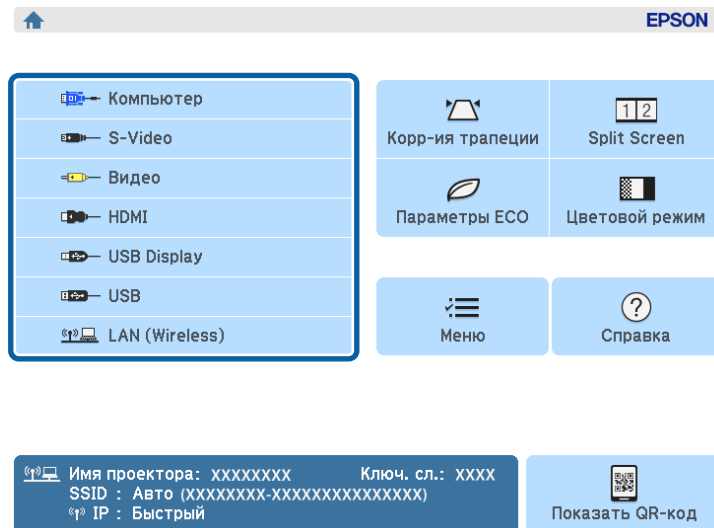 EPSON
Компьютер
S-Video
Видео
HDMI
USB Display
USB
LAN (Wireless)
Корр-ия трапеции
1 2
Split Screen
Параметры ECO
Цветовой режим
Меню
?
Справка
Имя проектора: XXXXXXXX Ключ. сл.: XXXX
SSID : Авто (XXXXXXXX-XXXXXXXXXXXXXXX)
IP : Быстрый
Показать QR-код